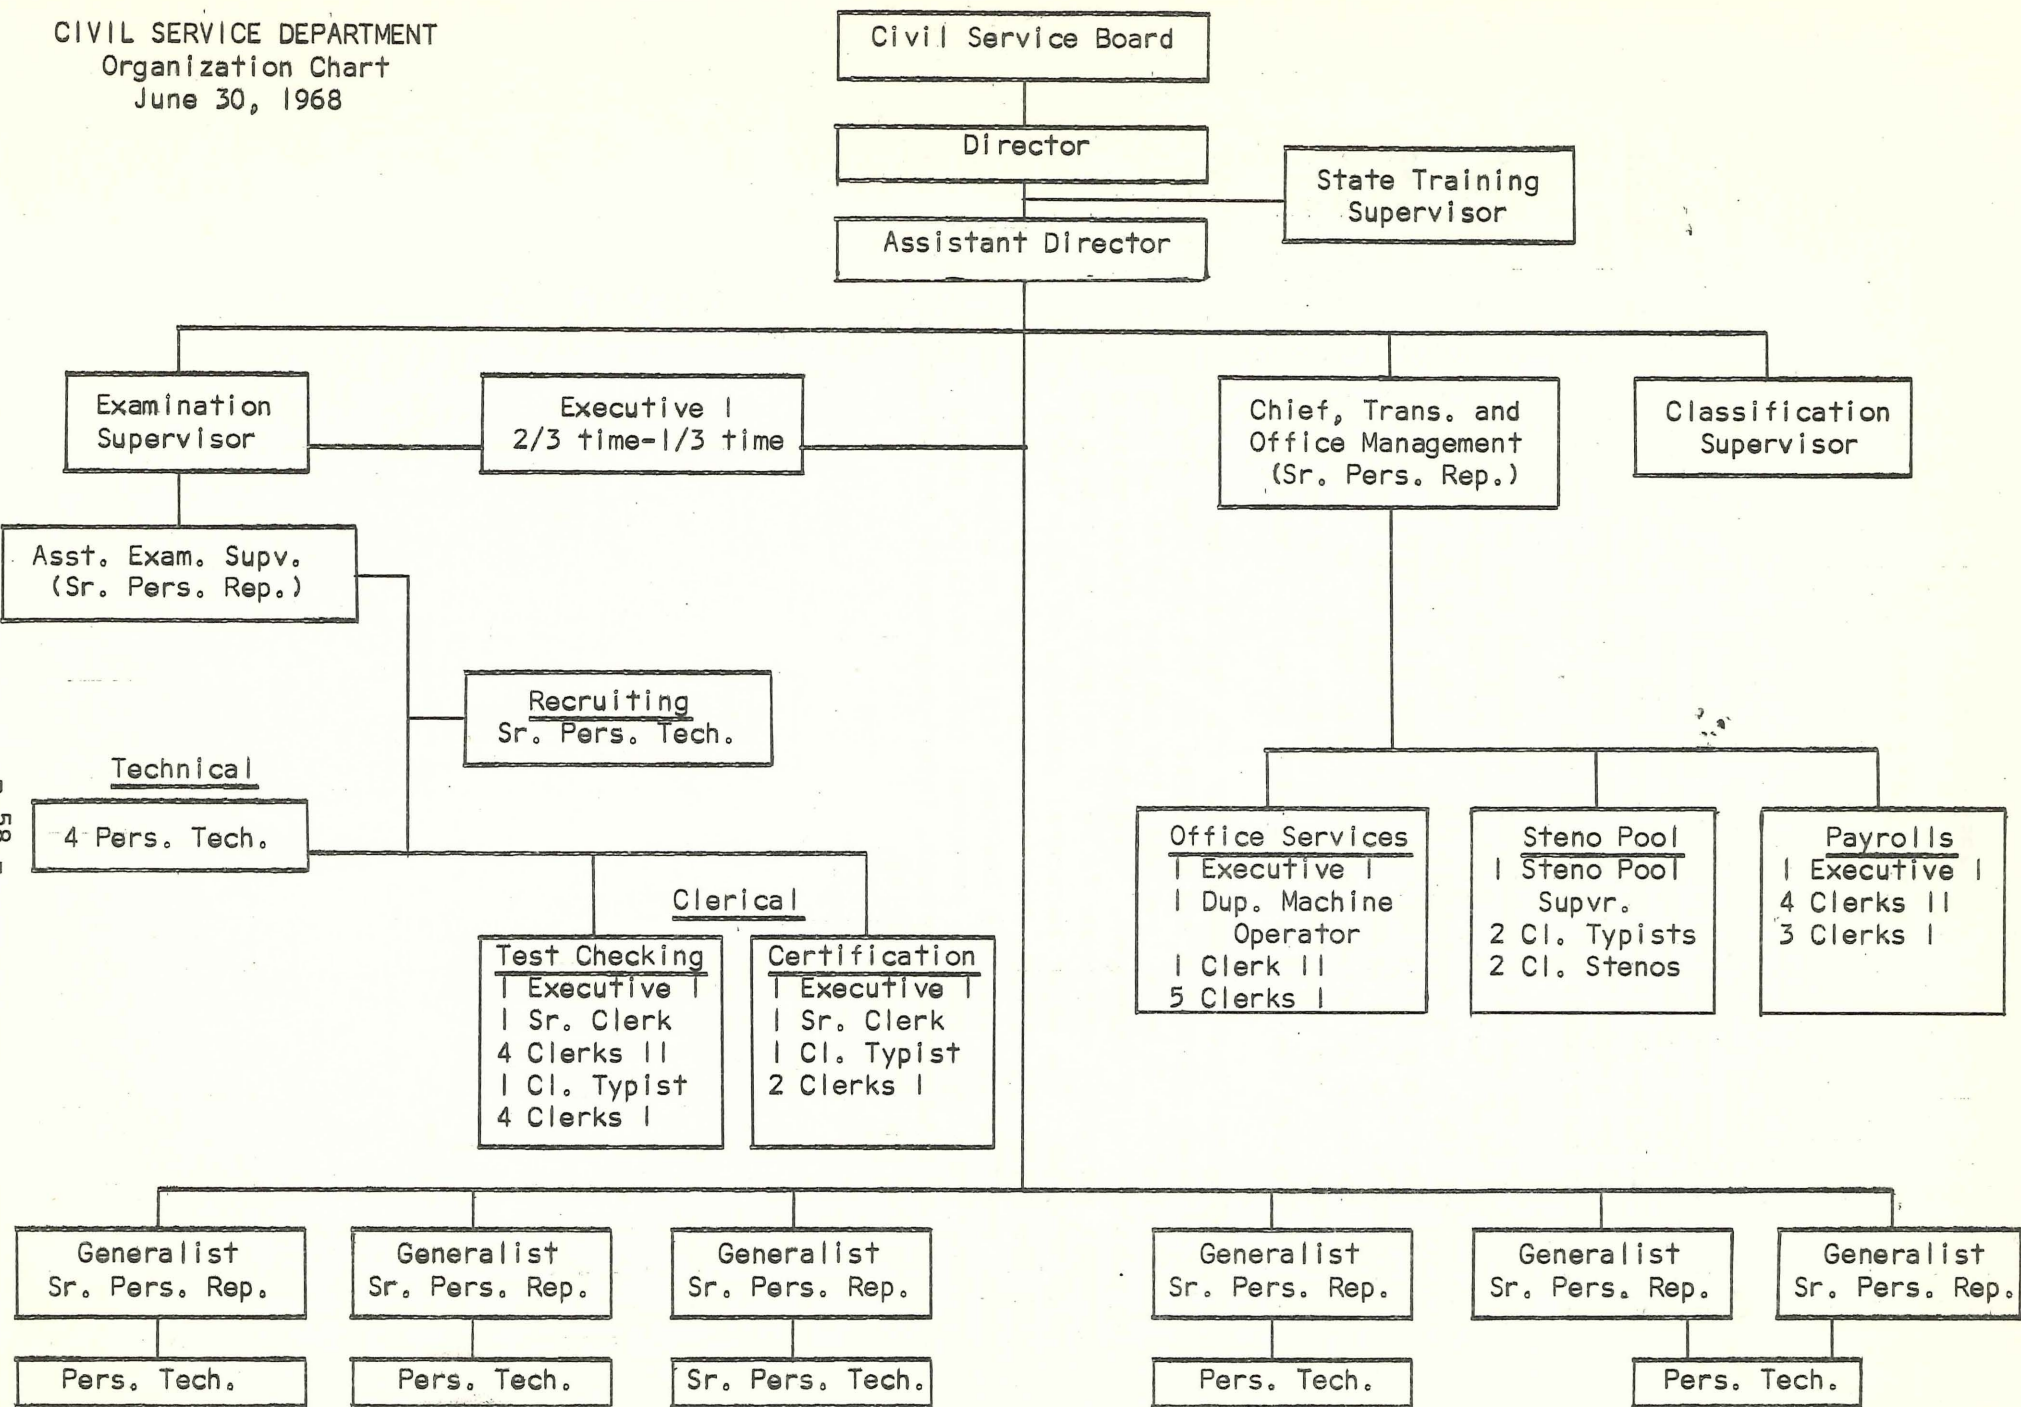 CIVIL SERVICE DEPARTMENT
Organization Chart
June 30, 1968
Civil Service Board
Director
State Training
Supervisor
Assistant Director
Examination
Supervisor
Executive I
2/3 time-1/3 time
Chief, Trans. and
Office Management
(Sr. Pers. Rep.)
Classification
Supervisor
Asst. Exam. Supv.
(Sr. Pers. Rep.)
Recruiting
Sr. Pers. Tech.
Technical
4 Pers. Tech.
- 58 -
Clerical
Test Checking
1 Executive I
1 Sr. Clerk
4 Clerks II
1 Cl. Typist
4 Clerks I
Certification
1 Executive I
1 Sr. Clerk
1 Cl. Typist
2 Clerks I
Office Services
1 Executive I
1 Dup. Machine
Operator
1 Clerk II
5 Clerks I
Steno Pool
1 Steno Pool
Supvr.
2 Cl. Typists
2 Cl. Stenos
Payrolls
1 Executive I
4 Clerks II
3 Clerks I
Generalist
Sr. Pers. Rep.
Generalist
Sr. Pers. Rep.
Generalist
Sr. Pers. Rep.
Generalist
Sr. Pers. Rep.
Generalist
Sr. Pers. Rep.
Generalist
Sr. Pers. Rep.
Pers. Tech.
Pers. Tech.
Sr. Pers. Tech.
Pers. Tech.
Pers. Tech.